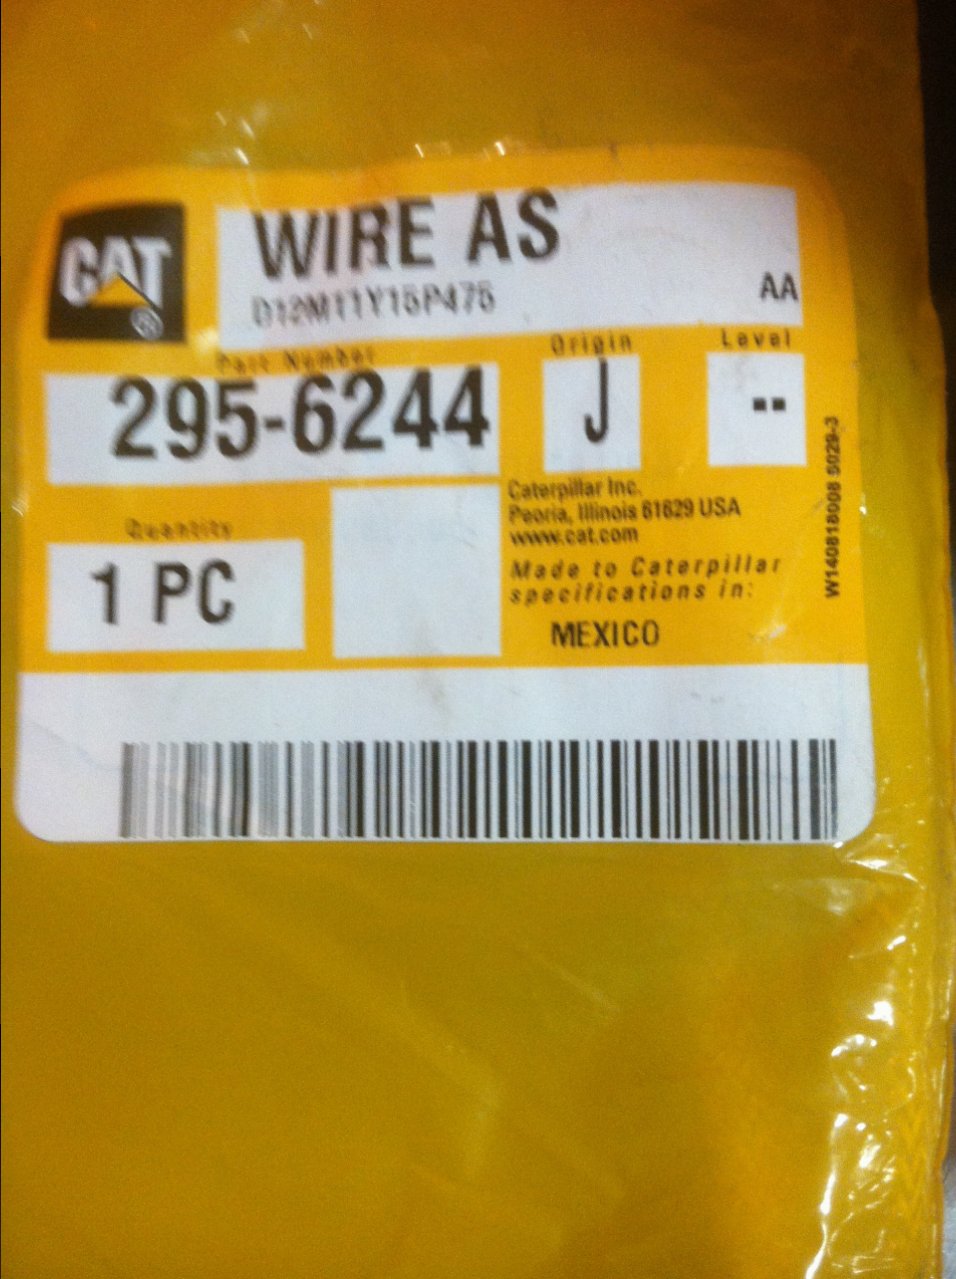 CAT
®
WIRE AS
D12M11Y15P475
AA
Part Number
295-6244
Origin
J
Level
--
Quantity
1 PC
Caterpillar Inc.
Peoria, Illinois 61629 USA
www.cat.com
Made to Caterpillar
specifications in:
MEXICO
W140818008 5029-3